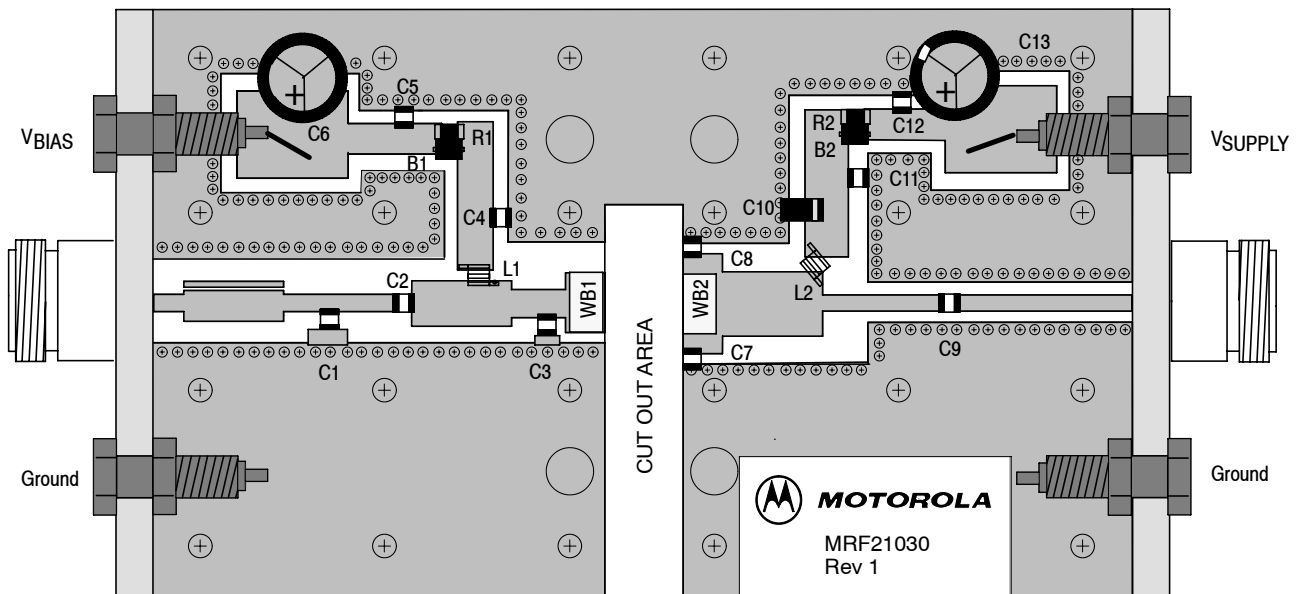 C13
C5
C6
R1
R2
C12
VBIAS
B1
B2
VSUPPLY
C11
C4
C10
C8
L1
C2
WB1
WB2
L2
C1
C3
C7
C9
CUT OUT AREA
Ground
Ground
MOTOROLA
MRF21030
Rev 1